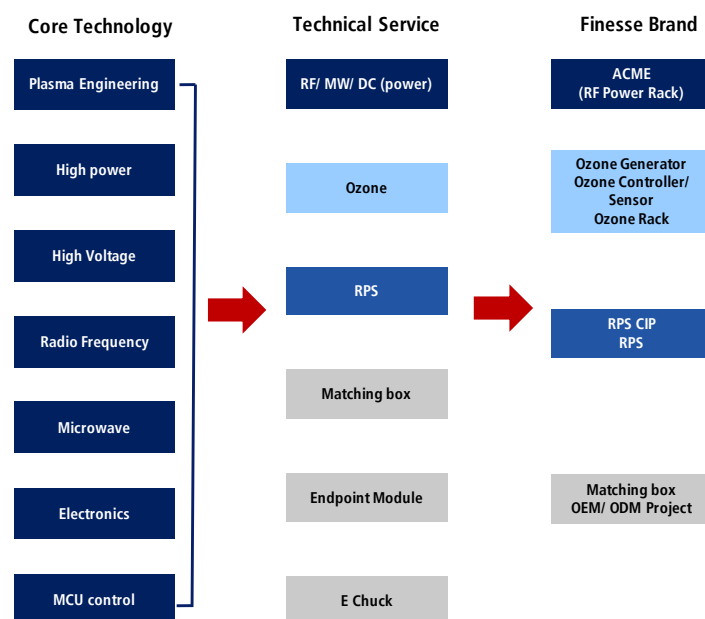 Core Technology
Plasma Engineering
High power
High Voltage
Radio Frequency
Microwave
Electronics
MCU control
Technical Service
RF/ MW/ DC (power)
Ozone
RPS
Matching box
Endpoint Module
E Chuck
Finesse Brand
ACME
(RF Power Rack)
Ozone Generator
Ozone Controller/
Sensor
Ozone Rack
RPS CIP
RPS
Matching box
OEM/ ODM Project